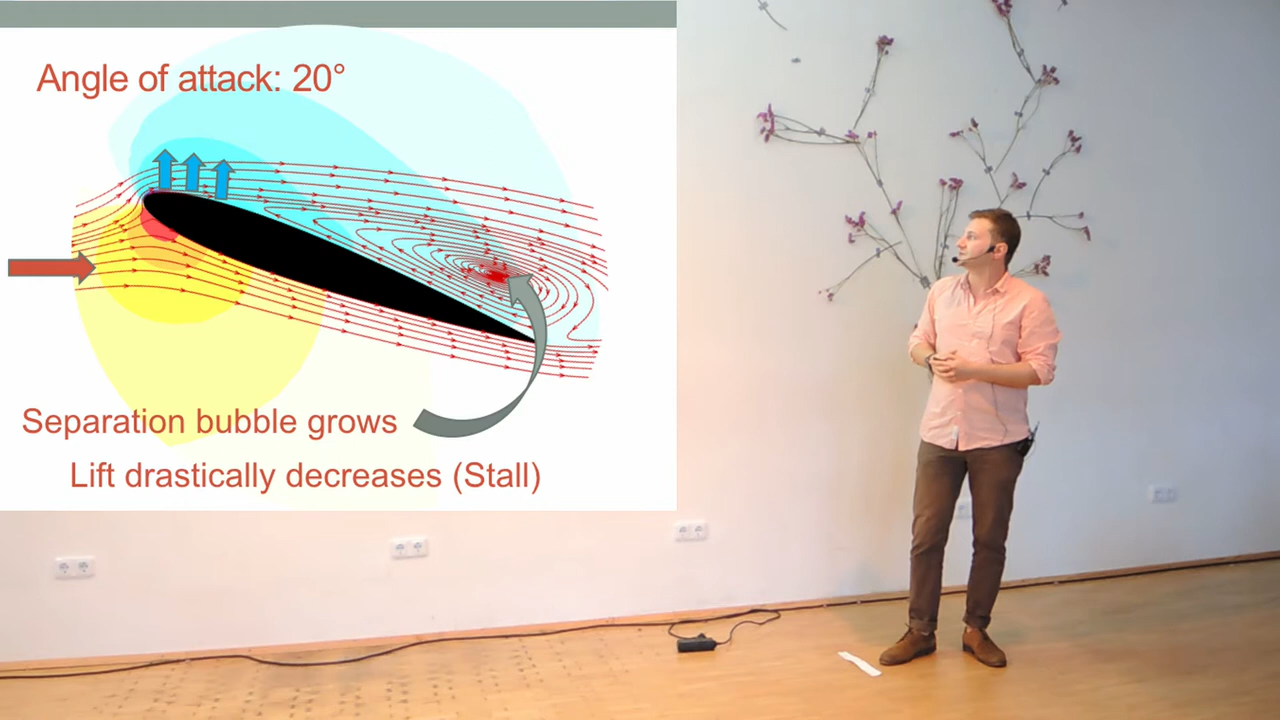 Angle of attack: 20°
Separation bubble grows
Lift drastically decreases (Stall)